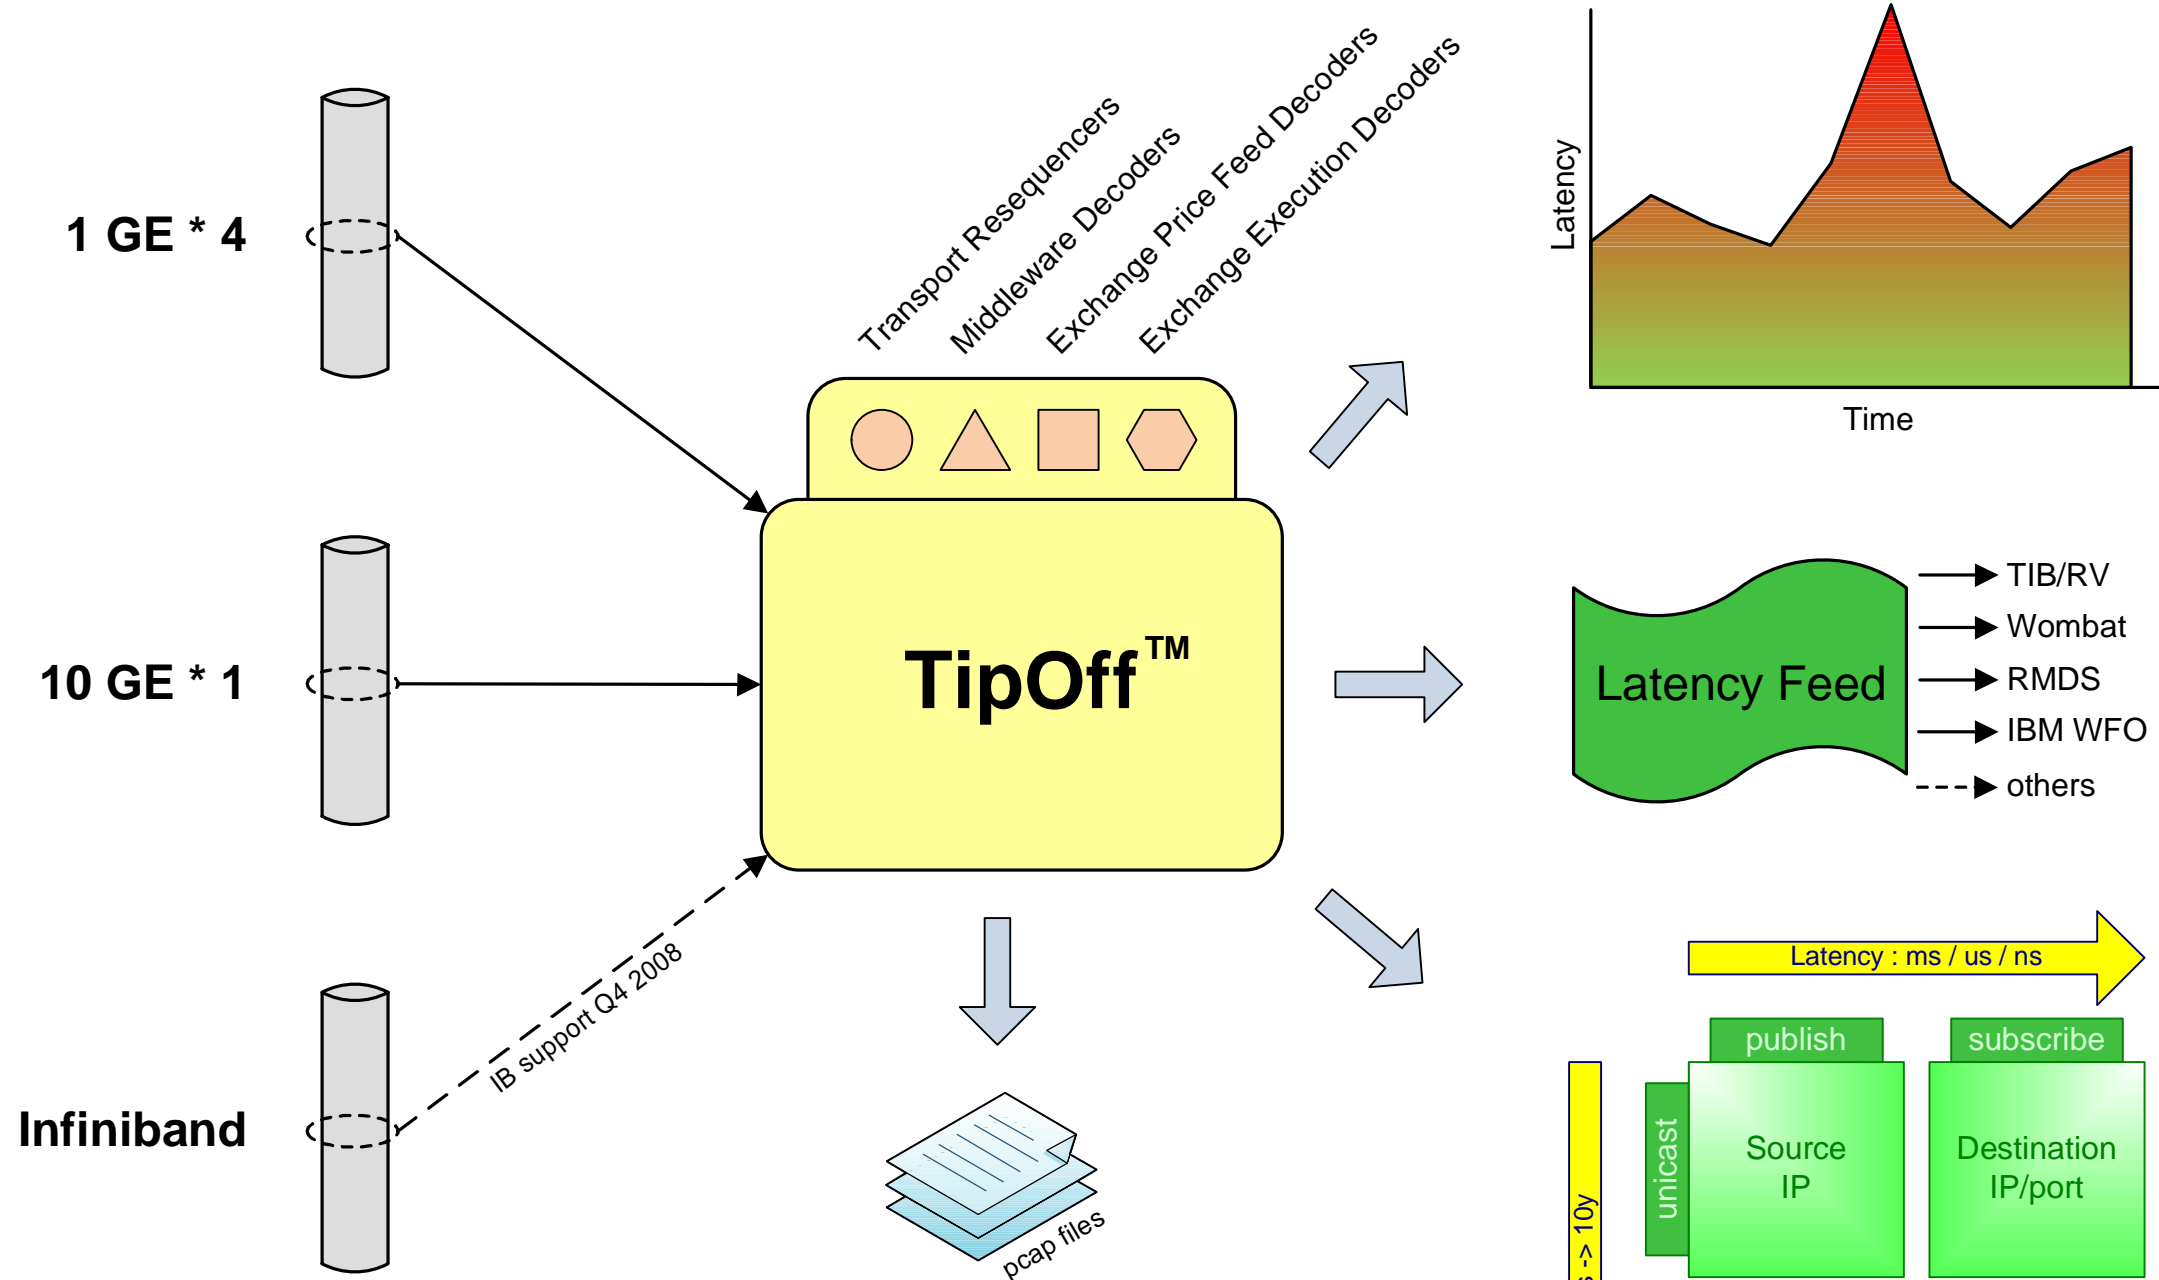 Transport Resequencers
Middleware Decoders
Exchange Price Feed Decoders
Exchange Execution Decoders
Latency
Time
1 GE * 4
10 GE * 1
Infiniband
IB support Q4 2008
TipOff™
pcap files
Latency Feed
TIB/RV
Wombat
RMDS
IBM WFO
others
Latency : ms / us / ns
publish
subscribe
unicast
Source
IP
Destination
IP/port
-> 10y